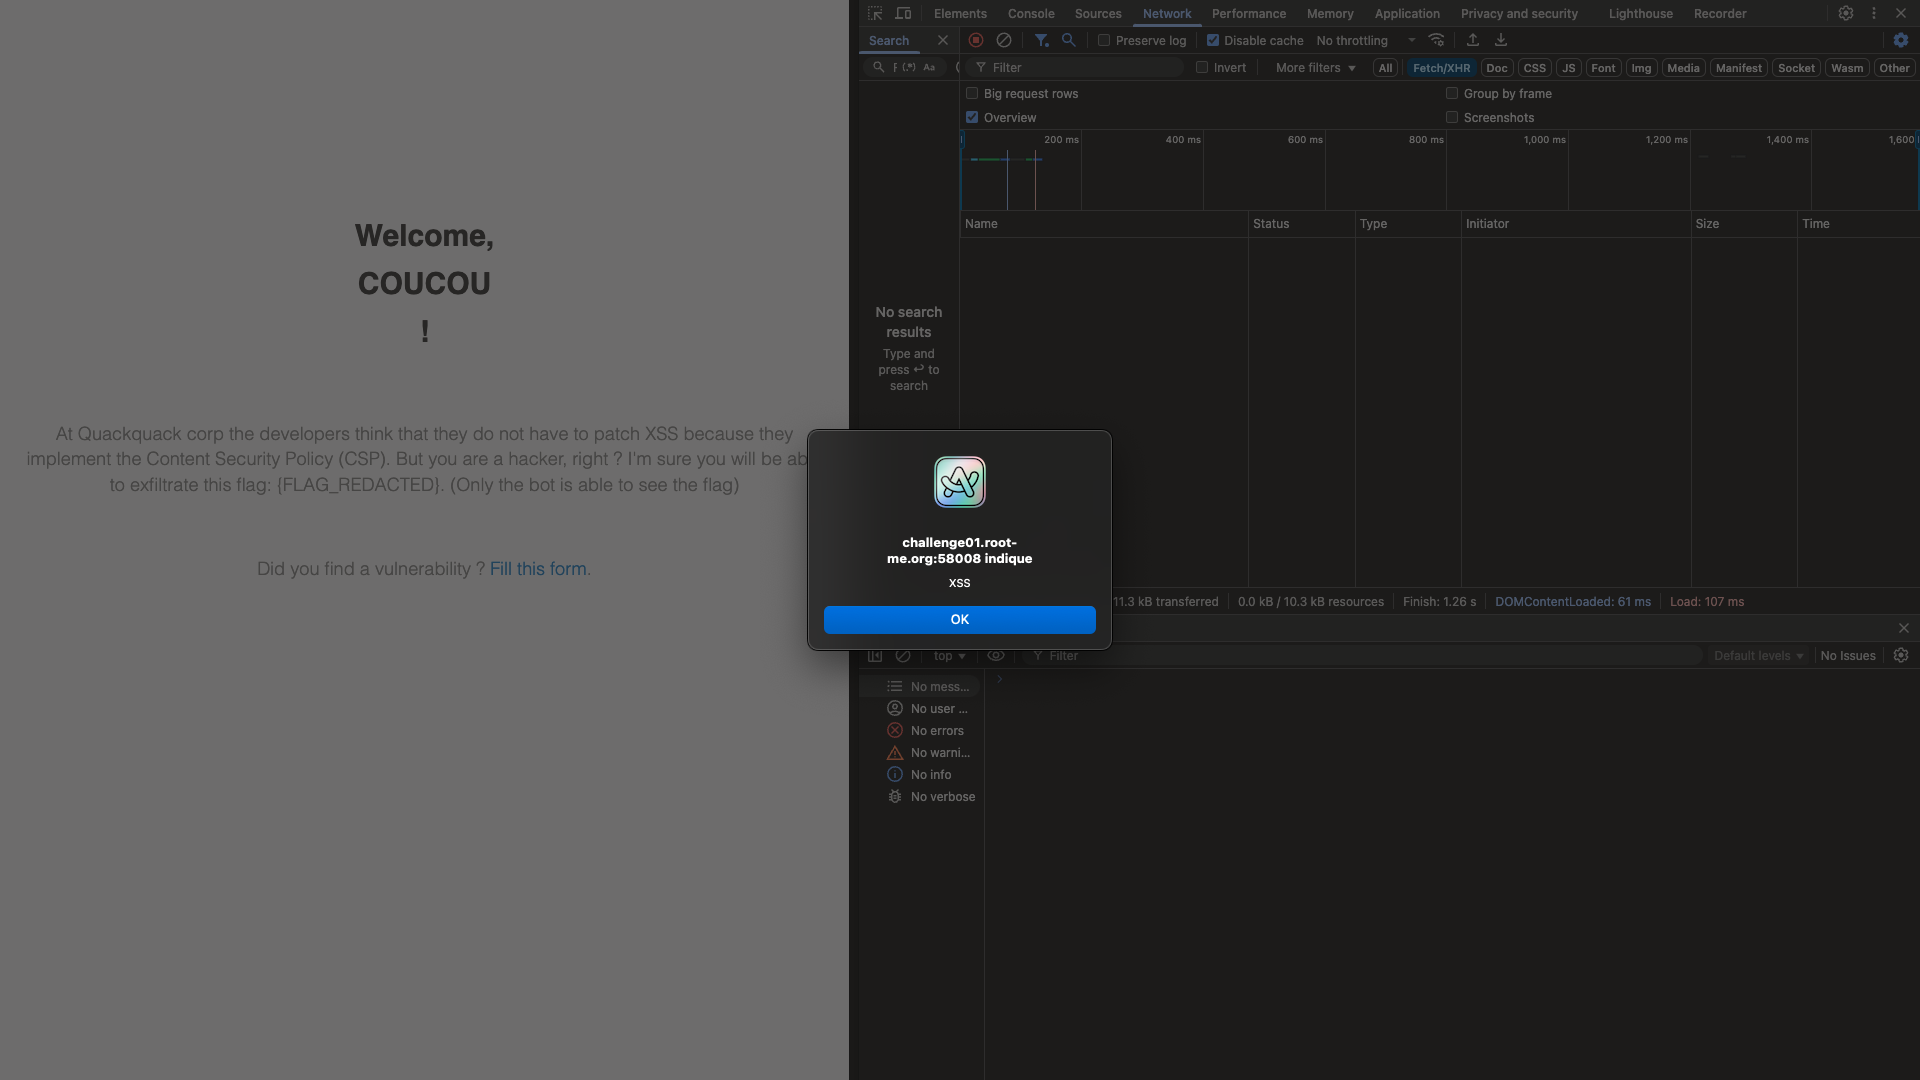 Welcome,
COUCOU
!
At Quackquack corp the developers think that they do not have to patch XSS because they
implement the Content Security Policy (CSP). But you are a hacker, right ? I'm sure you will be ab
to exfiltrate this flag: {FLAG_REDACTED}. (Only the bot is able to see the flag)
Did you find a vulnerability ? Fill this form.
Elements Console Sources Network Performance Memory Application Privacy and security Lighthouse Recorder
Search
Preserve log Disable cache No throttling
F (.*) Aa
Filter Invert More filters All Fetch/XHR Doc CSS JS Font Img Media Manifest Socket Wasm Other
Big request rows Group by frame
Overview Screenshots
200 ms 400 ms 600 ms 800 ms 1,000 ms 1,200 ms 1,400 ms 1,600
Name Status Type Initiator Size Time
No search
results
Type and
press ↩ to
search
challenge01.root-
me.org:58008 indique
XSS
OK
11.3 kB transferred 0.0 kB / 10.3 kB resources Finish: 1.26 s DOMContentLoaded: 61 ms Load: 107 ms
top Filter Default levels No Issues
No mess...
No user ...
No errors
No warni...
No info
No verbose